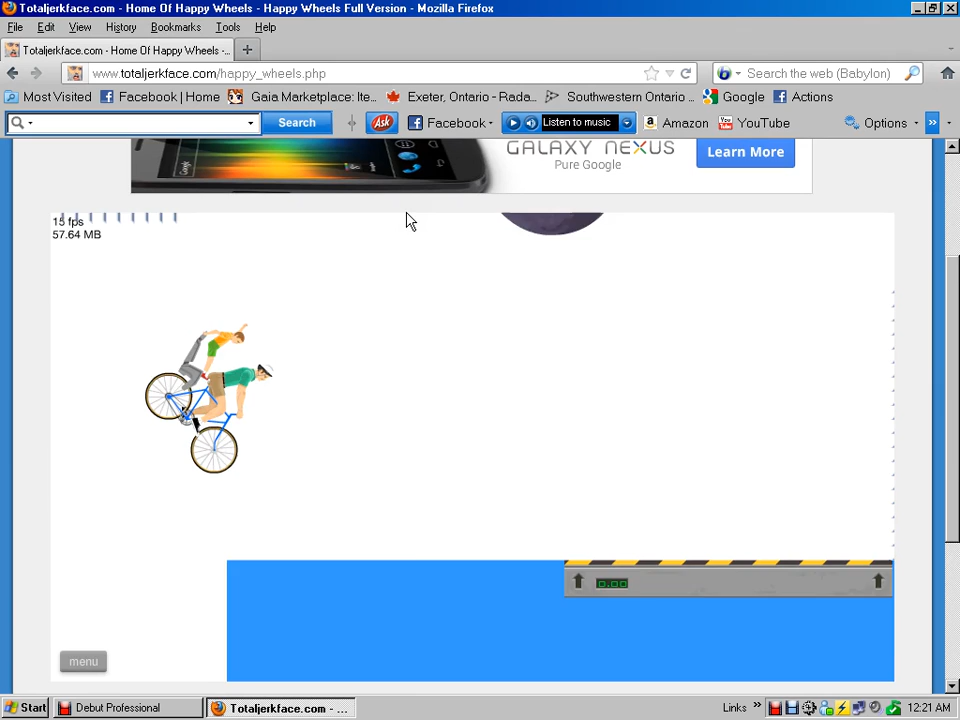 Totaljerkface.com - Home Of Happy Wheels - Happy Wheels Full Version - Mozilla Firefox
File Edit View History Bookmarks Tools Help
Totaljerkface.com - Home Of Happy Wheels -...
www.totaljerkface.com/happy_wheels.php
Search the web (Babylon)
Most Visited Facebook | Home Gaia Marketplace: Ite... Exeter, Ontario - Rada... Southwestern Ontario ... Google Actions
Search Ask Facebook Listen to music Amazon YouTube Options
GALAXY NEXUS
Pure Google
Learn More
15 fps
57.64 MB
0.00
menu
Start Debut Professional Totaljerkface.com - ... Links 12:21 AM